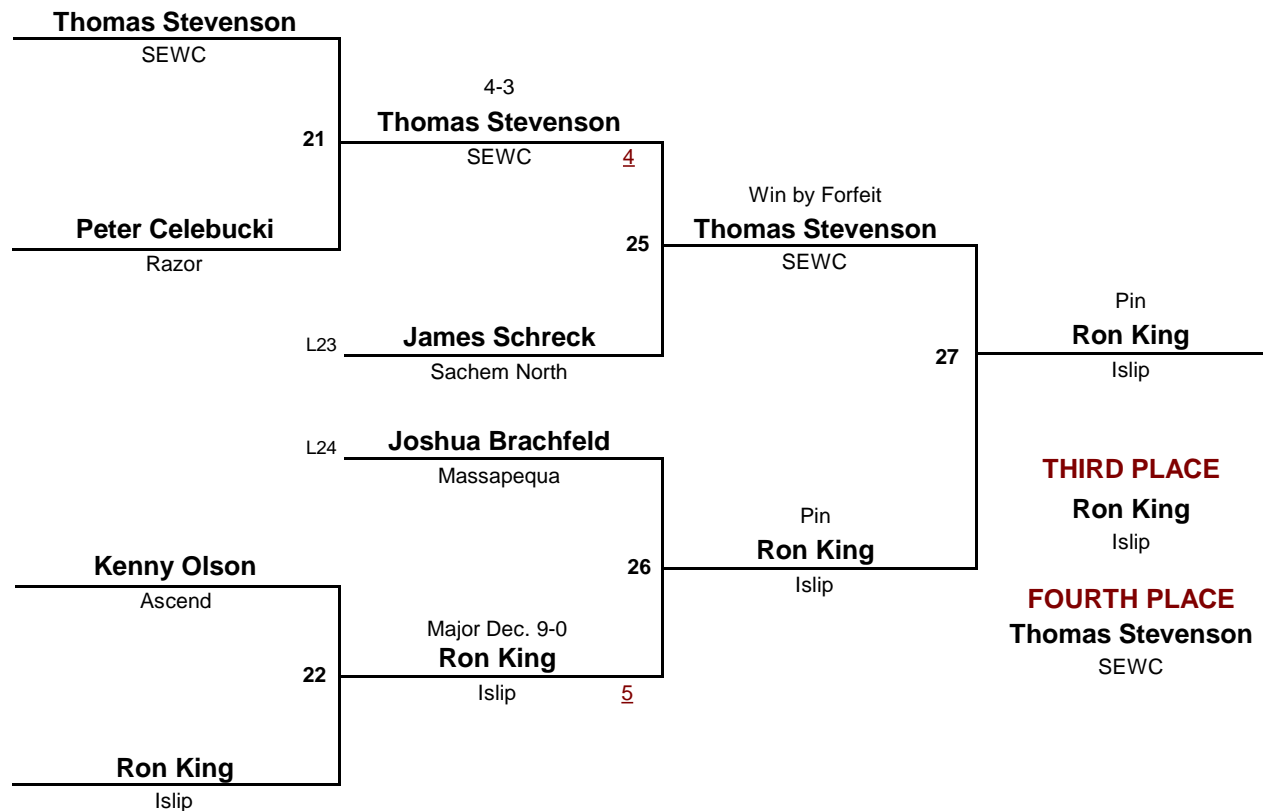 Thomas Stevenson
SEWC
4-3
Thomas Stevenson
21
SEWC 4
Win by Forfeit
Peter Celebucki
Thomas Stevenson
25
Razor
SEWC
Pin
L23
James Schreck
Ron King
27
Sachem North
Islip
L24
Joshua Brachfeld
Massapequa
THIRD PLACE
Ron King
Pin
Islip
Ron King
Kenny Olson
26
Islip
Ascend
FOURTH PLACE
Major Dec. 9-0
Thomas Stevenson
Ron King
SEWC
22
Islip 5
Ron King
Islip